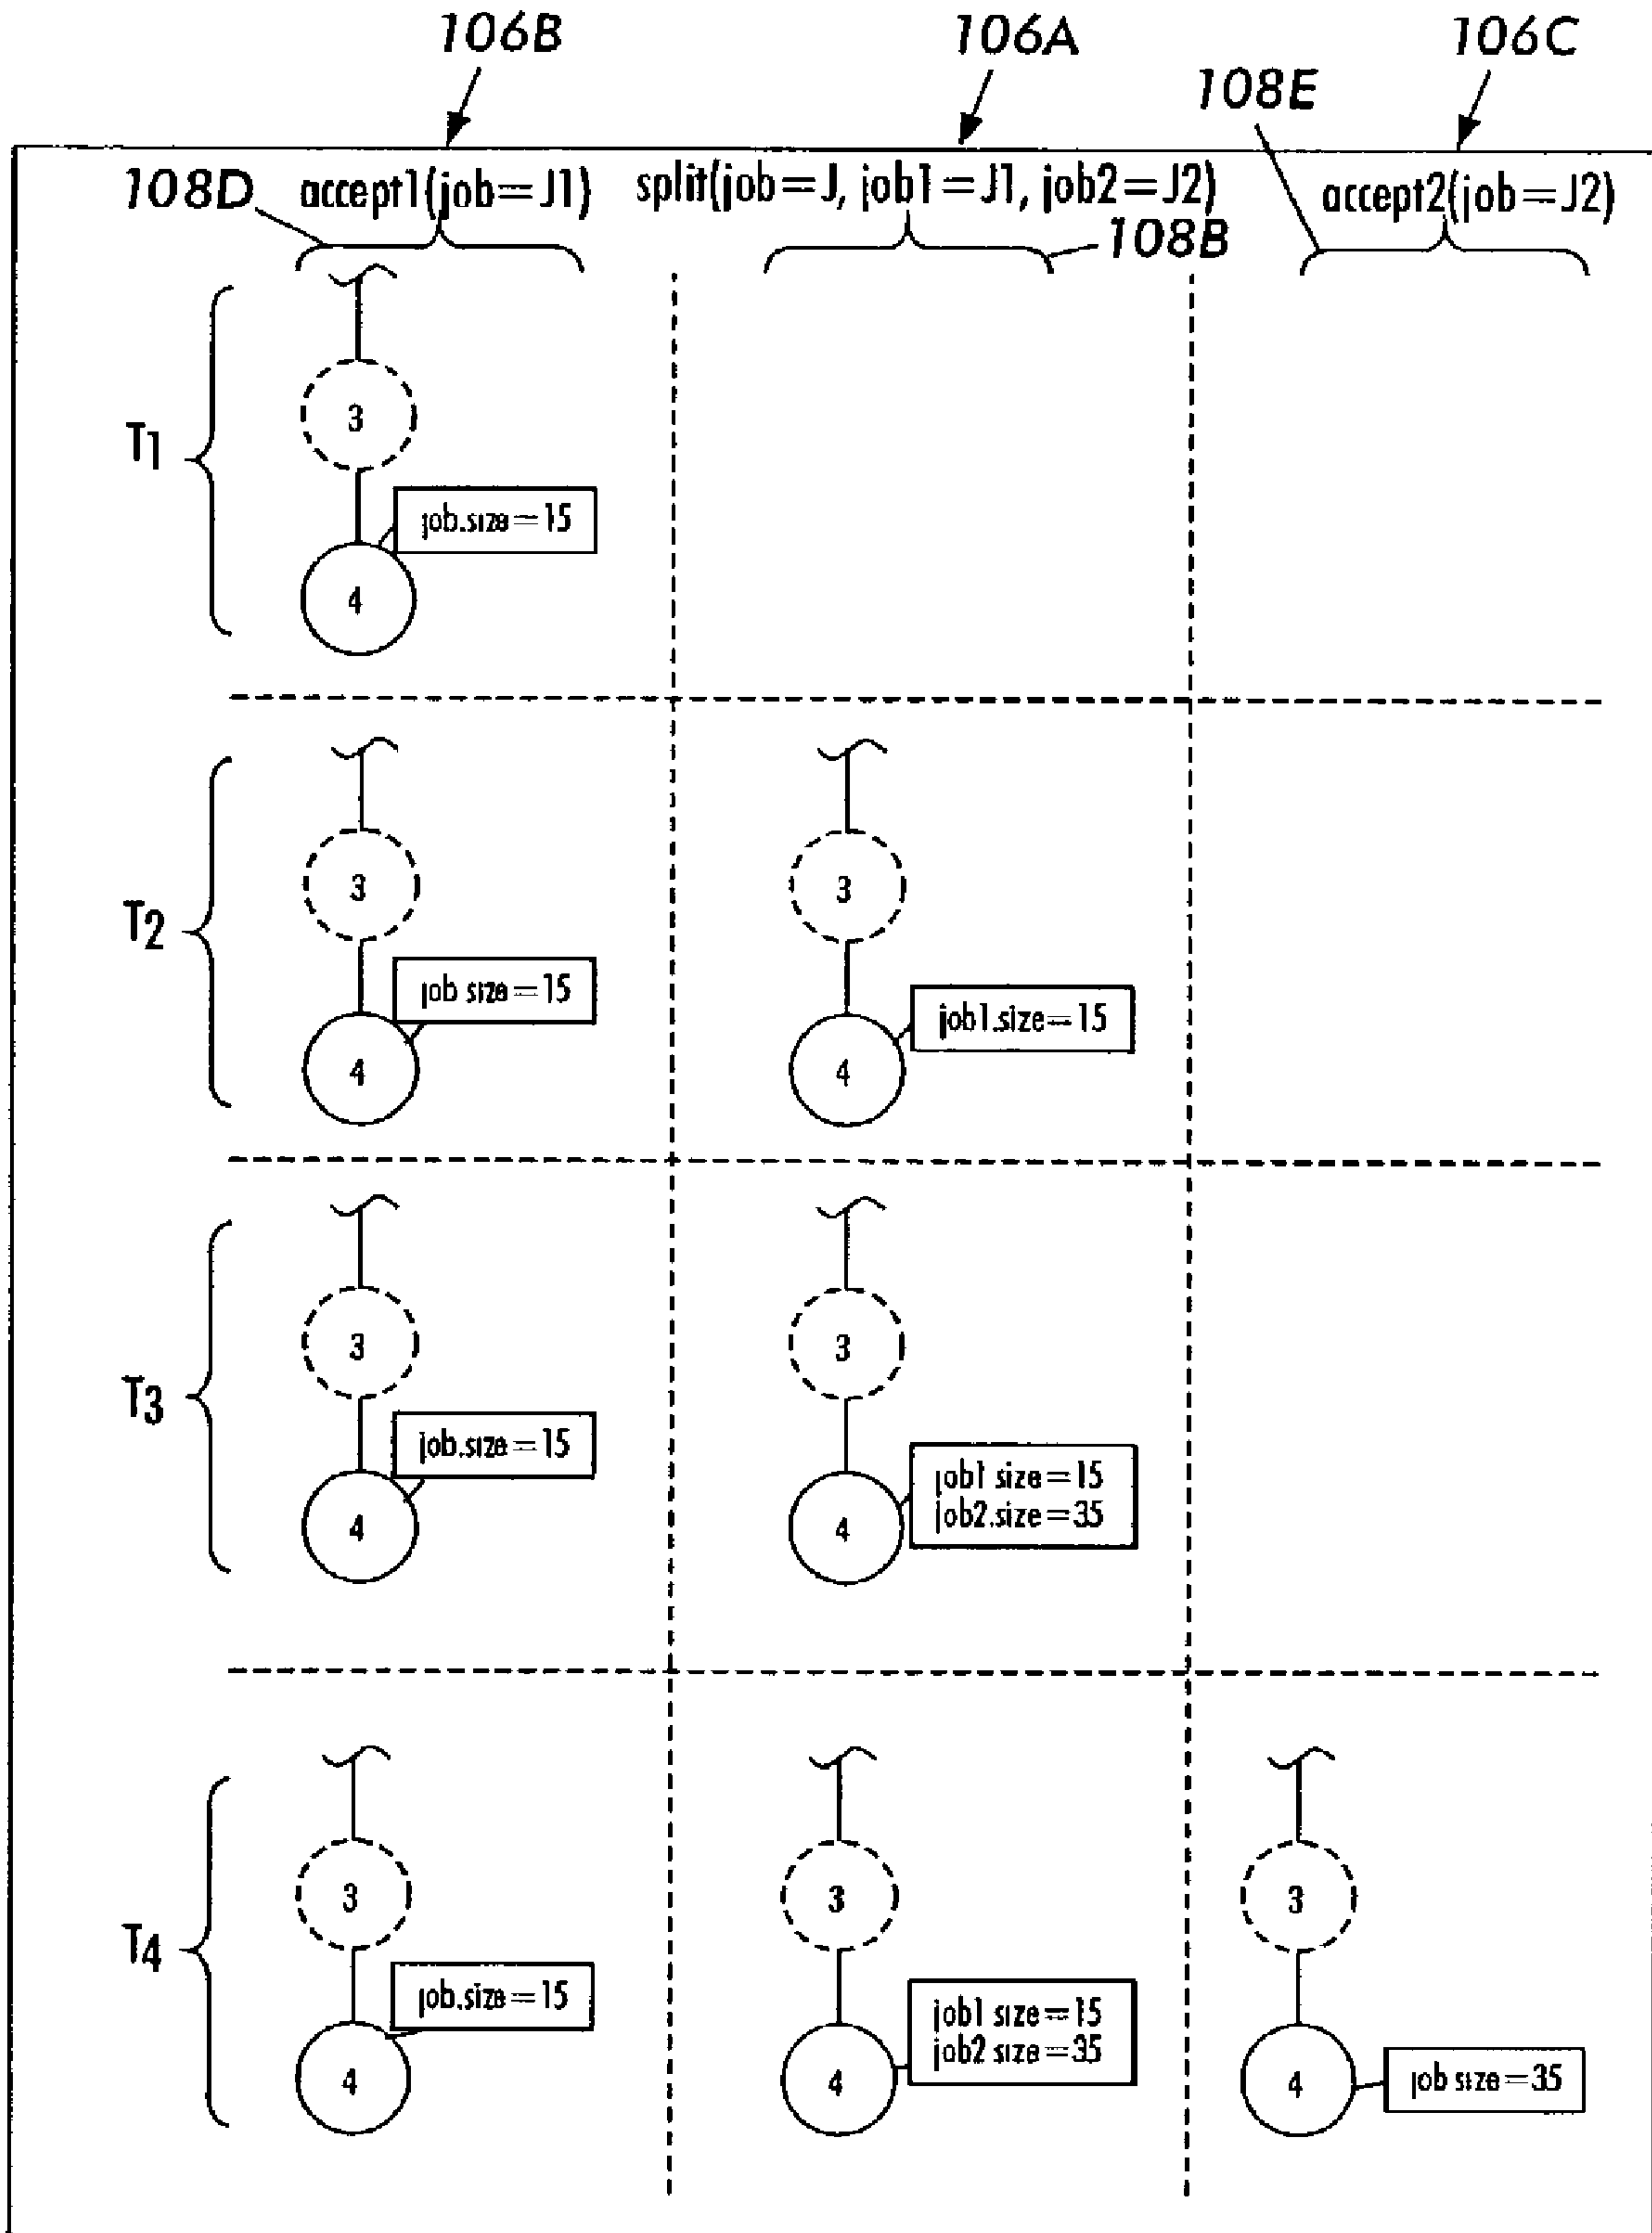 106B
106A
106C
108E
108D
accept1(job=J1)
split(job=J, job1=J1, job2=J2)
accept2(job=J2)
108B
T1
3
job.size=15
4
T2
3
3
job size=15
job1.size=15
4
4
T3
3
3
job.size=15
job1 size=15
job2.size=35
4
4
T4
3
3
3
job.size=15
job1 size=15
job2 size=35
4
4
4
job size=35